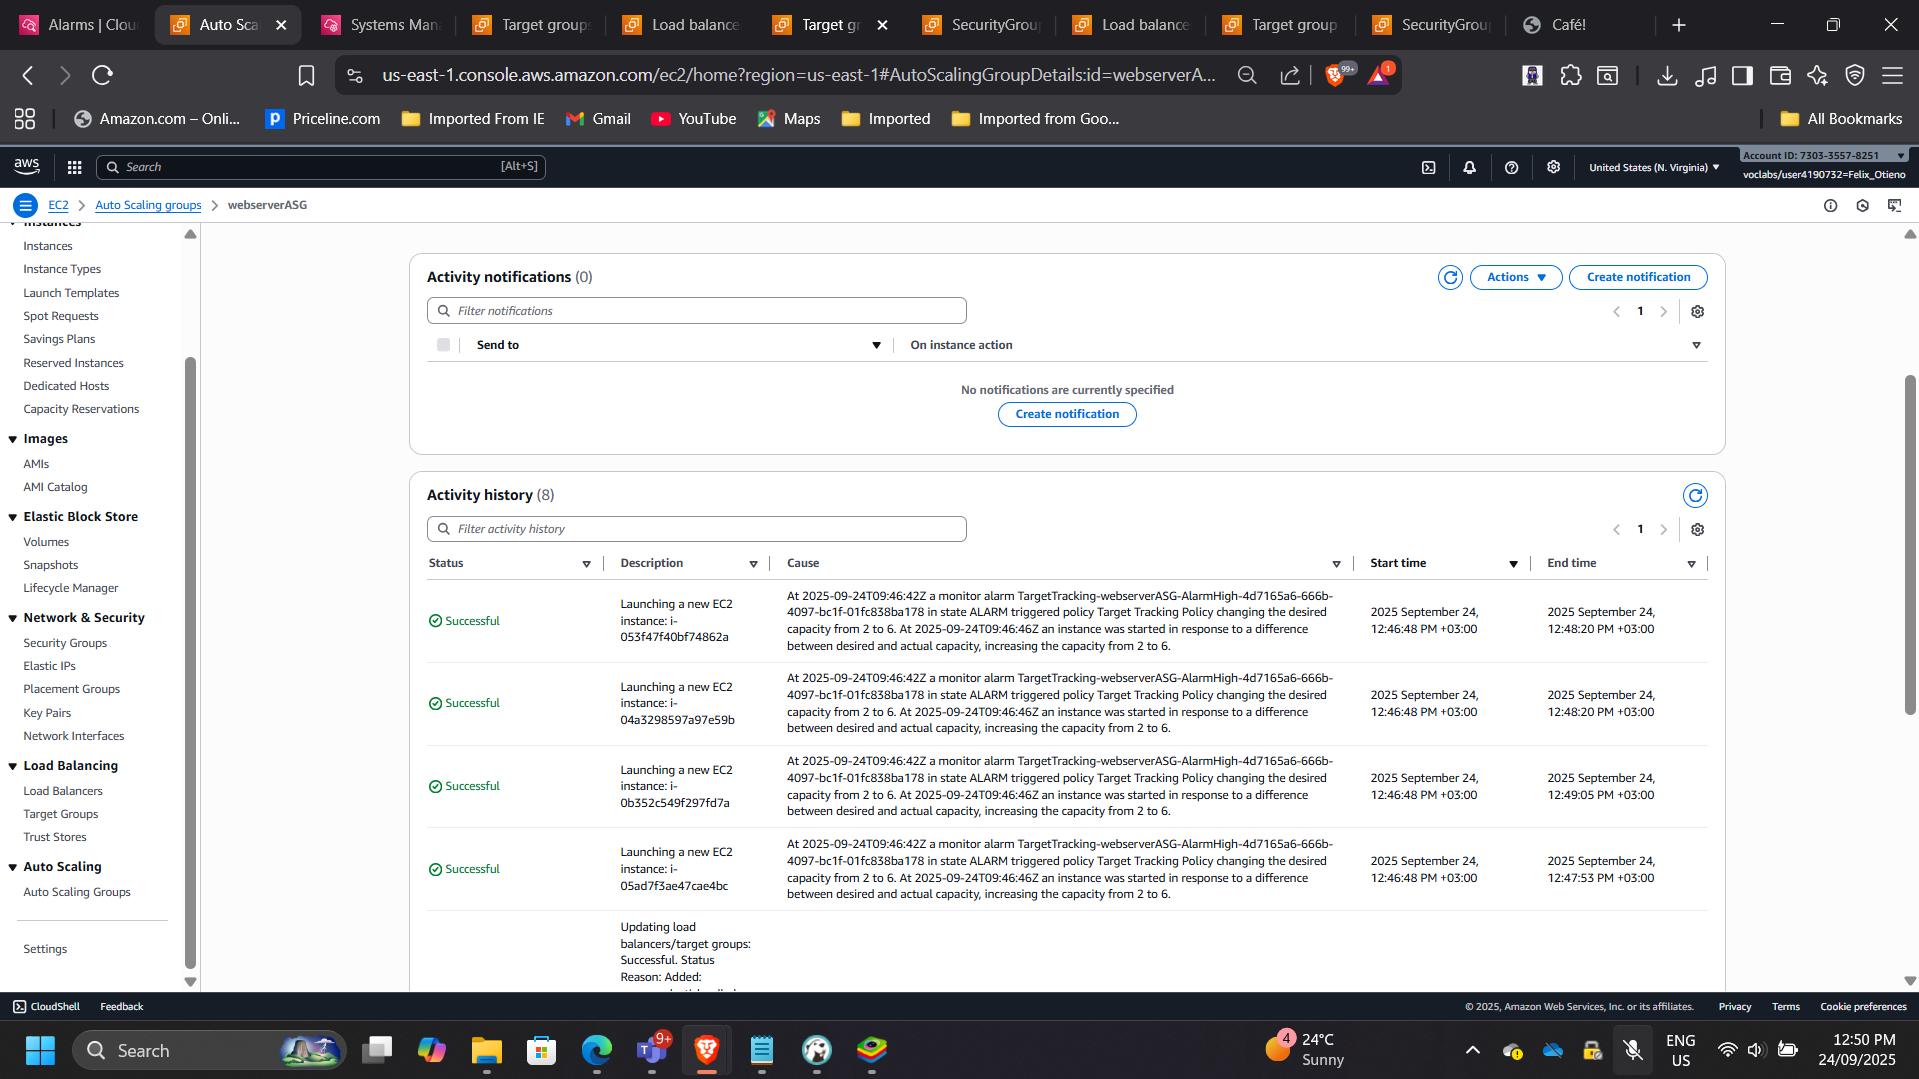 Alarms | Clou
Auto Sca
Systems Man
Target groups
Load balance
Target gr
SecurityGrou
Load balance
Target group
SecurityGrou
Café!
us-east-1.console.aws.amazon.com/ec2/home?region=us-east-1#AutoScalingGroupDetails:id=webserverA...
99+
1
Amazon.com – Onli...
Priceline.com
Imported From IE
Gmail
YouTube
Maps
Imported
Imported from Goo...
All Bookmarks
aws
Search
[Alt+S]
United States (N. Virginia)
Account ID: 7303-3557-8251
voclabs/user4190732=Felix_Otieno
EC2
Auto Scaling groups
webserverASG
Instances
Instances
Instance Types
Launch Templates
Spot Requests
Savings Plans
Reserved Instances
Dedicated Hosts
Capacity Reservations
Images
AMIs
AMI Catalog
Elastic Block Store
Volumes
Snapshots
Lifecycle Manager
Network & Security
Security Groups
Elastic IPs
Placement Groups
Key Pairs
Network Interfaces
Load Balancing
Load Balancers
Target Groups
Trust Stores
Auto Scaling
Auto Scaling Groups
Settings
Activity notifications (0)
Actions
Create notification
Filter notifications
1
Send to
On instance action
No notifications are currently specified
Create notification
Activity history (8)
Filter activity history
1
Status
Description
Cause
Start time
End time
Successful
Launching a new EC2
instance: i-
053f47f40bf74862a
At 2025-09-24T09:46:42Z a monitor alarm TargetTracking-webserverASG-AlarmHigh-4d7165a6-666b-
4097-bc1f-01fc838ba178 in state ALARM triggered policy Target Tracking Policy changing the desired
capacity from 2 to 6. At 2025-09-24T09:46:46Z an instance was started in response to a difference
between desired and actual capacity, increasing the capacity from 2 to 6.
2025 September 24,
12:46:48 PM +03:00
2025 September 24,
12:48:20 PM +03:00
Successful
Launching a new EC2
instance: i-
04a3298597a97e59b
At 2025-09-24T09:46:42Z a monitor alarm TargetTracking-webserverASG-AlarmHigh-4d7165a6-666b-
4097-bc1f-01fc838ba178 in state ALARM triggered policy Target Tracking Policy changing the desired
capacity from 2 to 6. At 2025-09-24T09:46:46Z an instance was started in response to a difference
between desired and actual capacity, increasing the capacity from 2 to 6.
2025 September 24,
12:46:48 PM +03:00
2025 September 24,
12:48:20 PM +03:00
Successful
Launching a new EC2
instance: i-
0b352c549f297fd7a
At 2025-09-24T09:46:42Z a monitor alarm TargetTracking-webserverASG-AlarmHigh-4d7165a6-666b-
4097-bc1f-01fc838ba178 in state ALARM triggered policy Target Tracking Policy changing the desired
capacity from 2 to 6. At 2025-09-24T09:46:46Z an instance was started in response to a difference
between desired and actual capacity, increasing the capacity from 2 to 6.
2025 September 24,
12:46:48 PM +03:00
2025 September 24,
12:49:05 PM +03:00
Successful
Launching a new EC2
instance: i-
05ad7f3ae47cae4bc
At 2025-09-24T09:46:42Z a monitor alarm TargetTracking-webserverASG-AlarmHigh-4d7165a6-666b-
4097-bc1f-01fc838ba178 in state ALARM triggered policy Target Tracking Policy changing the desired
capacity from 2 to 6. At 2025-09-24T09:46:46Z an instance was started in response to a difference
between desired and actual capacity, increasing the capacity from 2 to 6.
2025 September 24,
12:46:48 PM +03:00
2025 September 24,
12:47:53 PM +03:00
Updating load
balancers/target groups:
Successful. Status
Reason: Added:
CloudShell
Feedback
© 2025, Amazon Web Services, Inc. or its affiliates.
Privacy
Terms
Cookie preferences
Search
9+
4
24°C
Sunny
ENG
US
12:50 PM
24/09/2025